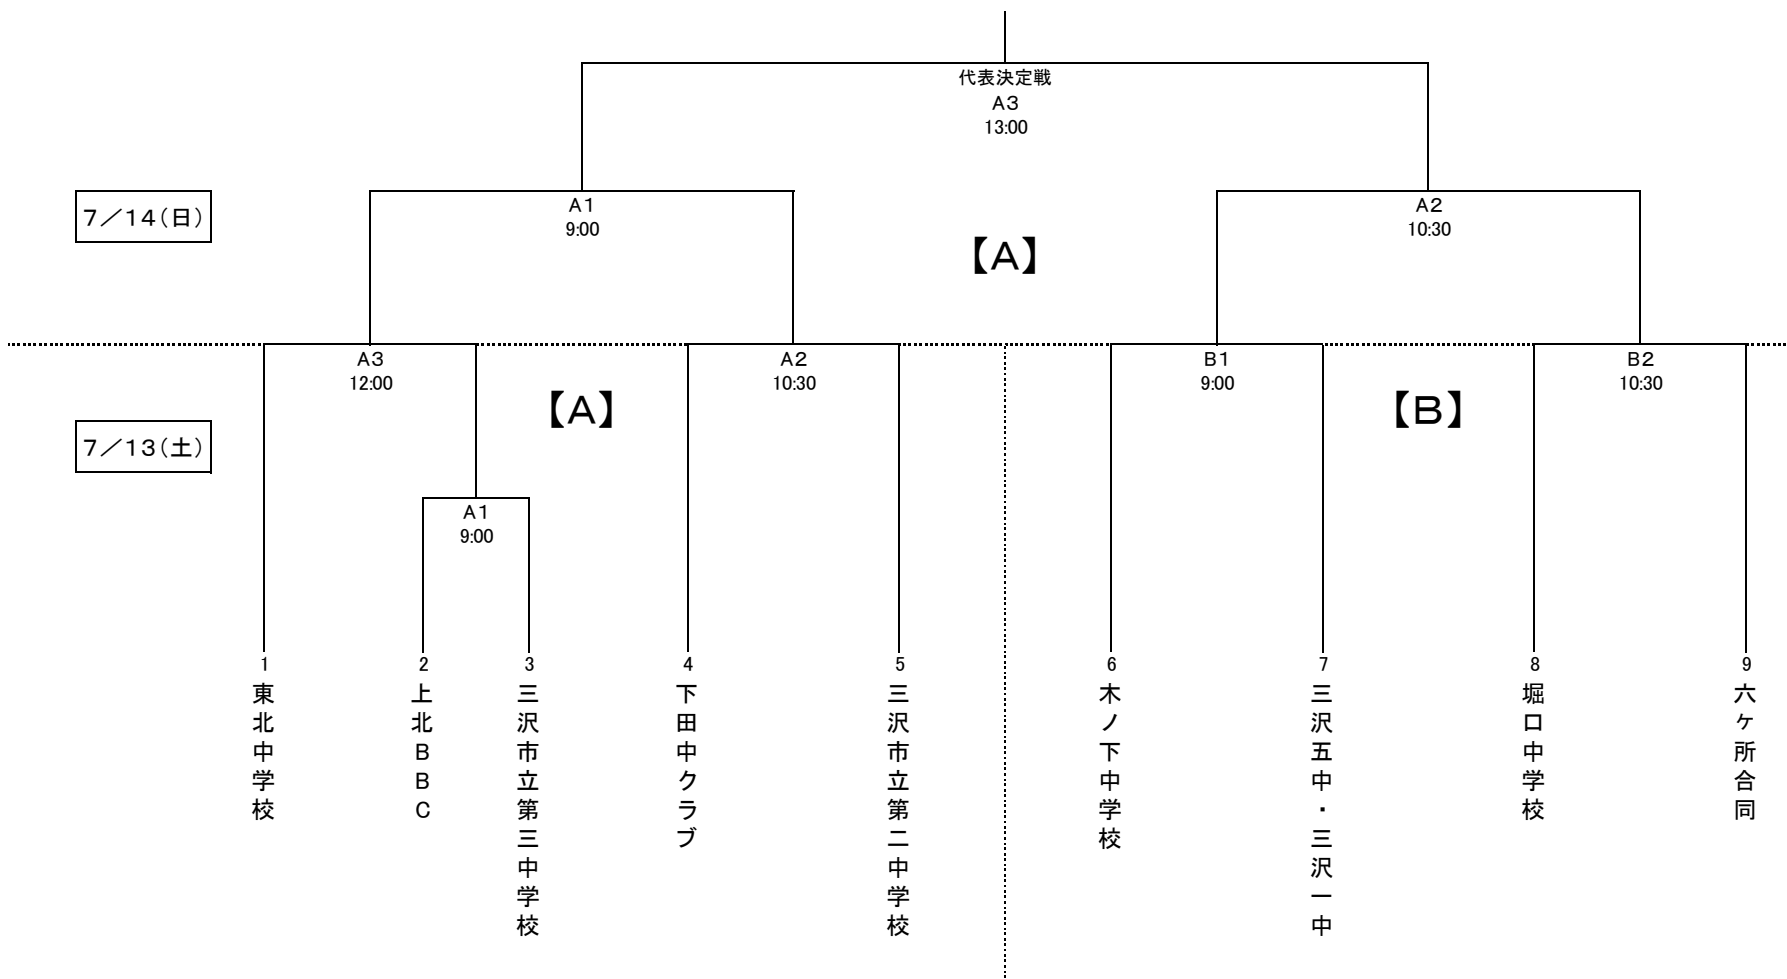 代表決定戦
A3
13:00
7／14(日)
A1
9:00
A2
10:30
【A】
A3
12:00
A2
10:30
B1
9:00
B2
10:30
【A】
【B】
7／13(土)
A1
9:00
1
東北中学校
2
上北BBC
3
三沢市立第三中学校
4
下田中クラブ
5
三沢市立第二中学校
6
木ノ下中学校
7
三沢五中・三沢一中
8
堀口中学校
9
六ヶ所合同